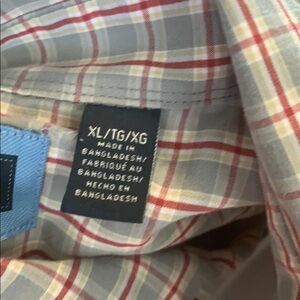 XL/TG/XG
MADE IN
BANGLADESH/
FABRIQUÉ AU
BANGLADESH/
HECHO EN
BANGLADESH